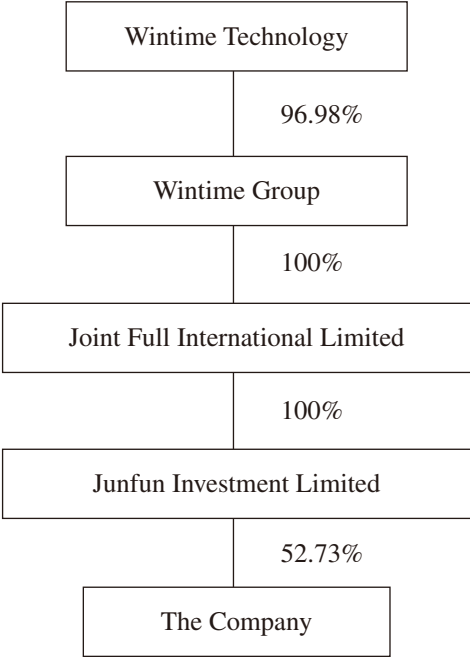 Wintime Technology
96.98%
Wintime Group
100%
Joint Full International Limited
100%
Junfun Investment Limited
52.73%
The Company